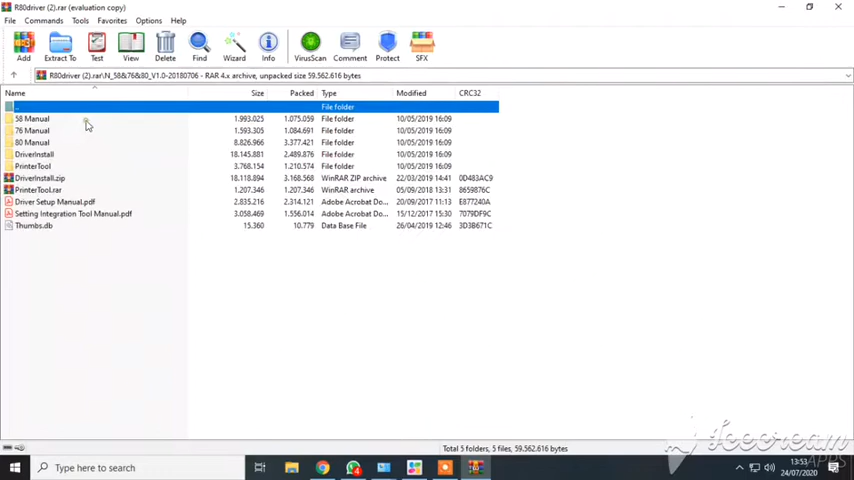 R80driver (2).rar (evaluation copy)
File Commands Tools Favorites Options Help
Add Extract To Test View Delete Find Wizard Info VirusScan Comment Protect SFX
R80driver (2).rar\N_58&76&80_V1.0-20180706 - RAR 4.x archive, unpacked size 59.562.616 bytes
Name Size Packed Type Modified CRC32
.. File folder
58 Manual 1.993.025 1.075.059 File folder 10/05/2019 16:09
76 Manual 1.593.305 1.084.691 File folder 10/05/2019 16:09
80 Manual 8.826.966 3.377.421 File folder 10/05/2019 16:09
DriverInstall 18.145.881 2.489.876 File folder 10/05/2019 16:09
PrinterTool 3.768.154 1.210.574 File folder 10/05/2019 16:09
DriverInstall.zip 18.118.894 3.168.568 WinRAR ZIP archive 22/03/2019 14:41 0D483AC9
PrinterTool.rar 1.207.346 1.207.346 WinRAR archive 05/09/2018 13:31 8659876C
Driver Setup Manual.pdf 2.835.216 2.314.121 Adobe Acrobat Do... 20/09/2017 11:13 E877240A
Setting Integration Tool Manual.pdf 3.058.469 1.556.014 Adobe Acrobat Do... 15/12/2017 15:30 7079DF9C
Thumbs.db 15.360 10.779 Data Base File 26/04/2019 12:46 3D3B671C
Total 5 folders, 5 files, 59.562.616 bytes
Icecream
APPS
Type here to search
13:53
24/07/2020